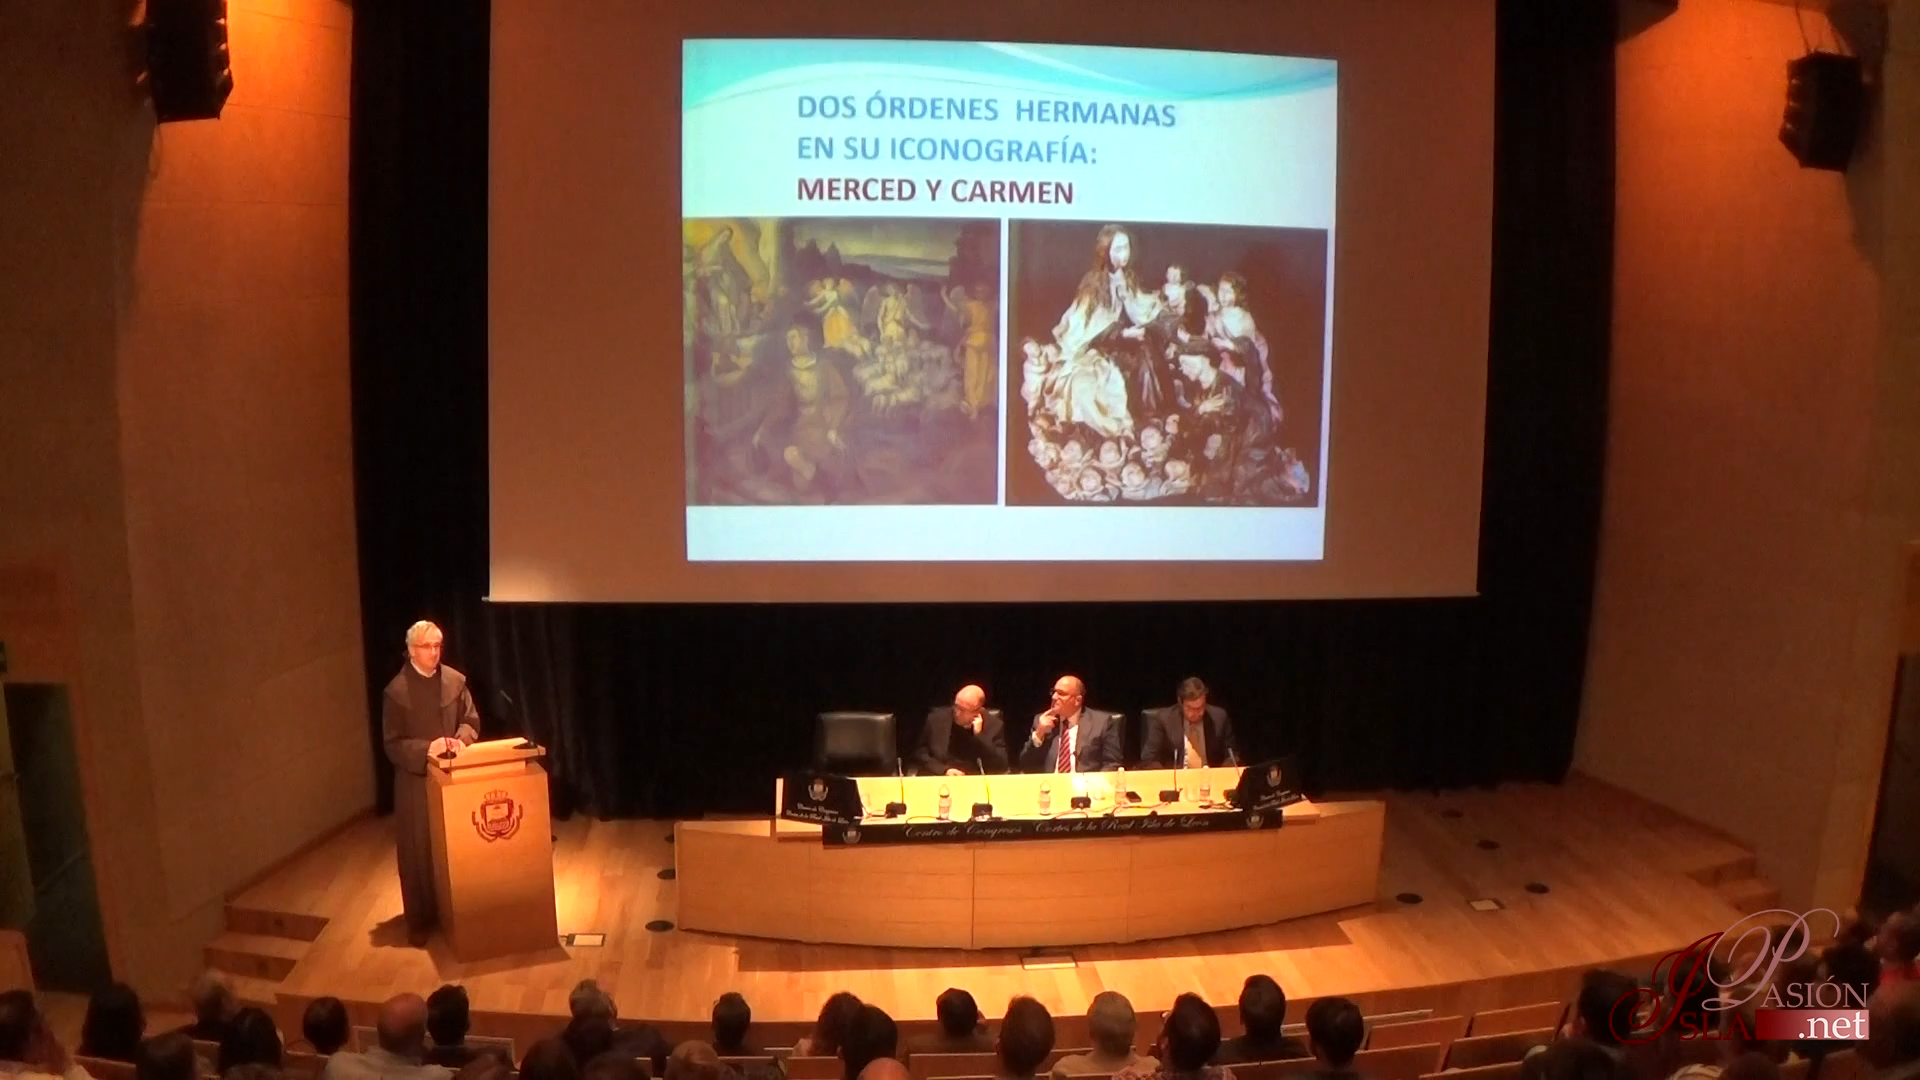 DOS ÓRDENES HERMANAS
EN SU ICONOGRAFÍA:
MERCED Y CARMEN
Centro de Congresos Cortes de la Real Isla de León
Isla Pasión
.net